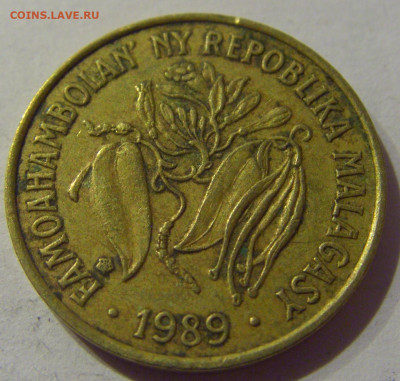 COINS.LAVE.RU
FAMOAHAMBOLAN' NY REPOBLIKA MALAGASY
· 1989 ·